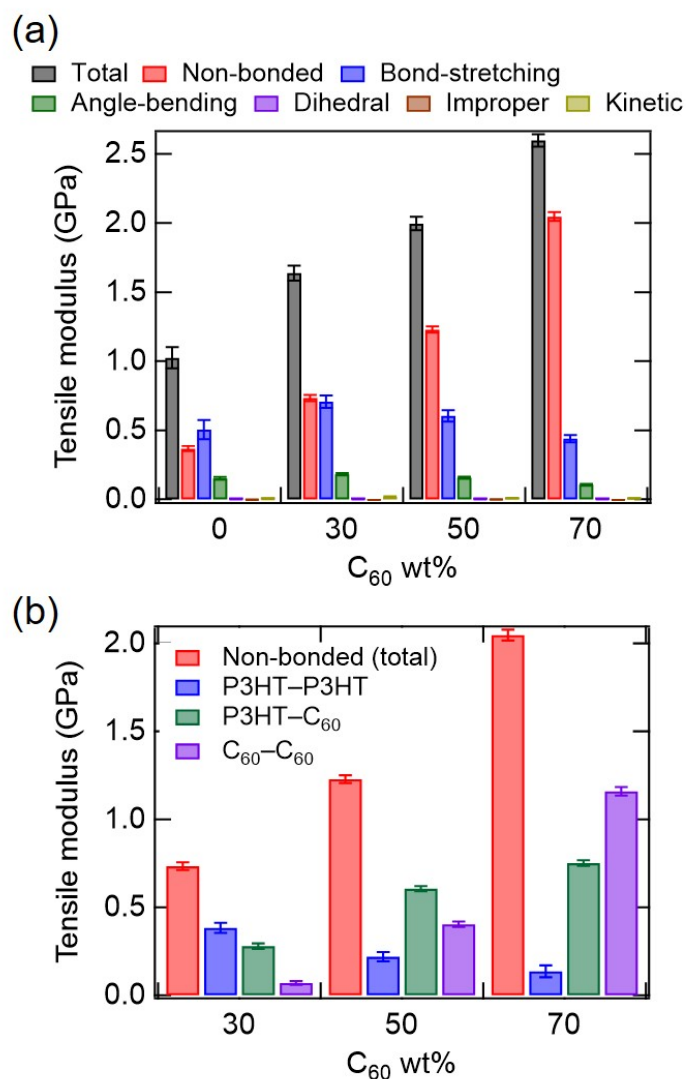 (a)
Total Non-bonded Bond-stretching
Angle-bending Dihedral Improper Kinetic
Tensile modulus (GPa)
2.5
2.0
1.5
1.0
0.5
0.0
0 30 50 70
C₆₀ wt%
(b)
Tensile modulus (GPa)
2.0
1.5
1.0
0.5
0.0
Non-bonded (total)
P3HT–P3HT
P3HT–C₆₀
C₆₀–C₆₀
30 50 70
C₆₀ wt%